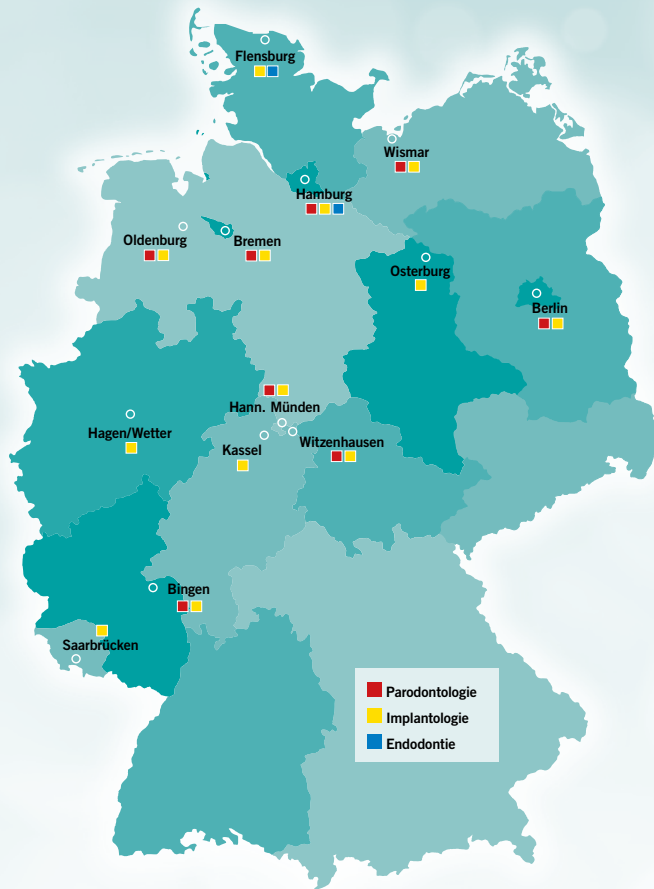 Flensburg
Wismar
Hamburg
Oldenburg
Bremen
Osterburg
Berlin
Hann. Münden
Hagen/Wetter
Kassel
Witzenhausen
Bingen
Saarbrücken
Parodontologie
Implantologie
Endodontie